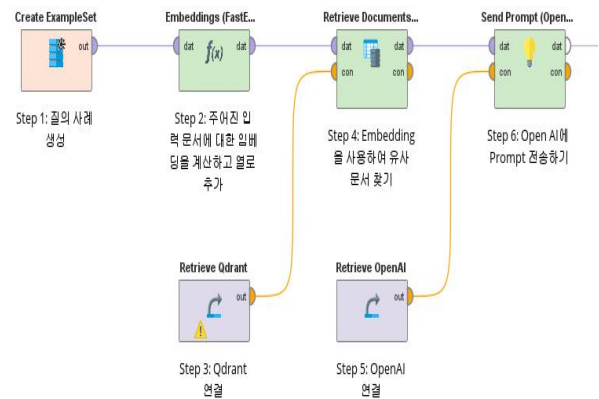 Create ExampleSet
out
Step 1: 질의 사례
생성
Embeddings (FastE...
dat
f(x)
dat
Step 2: 주어진 입
력 문서에 대한 임베
딩을 계산하고 열로
추가
Retrieve Documents...
dat
dat
con
con
Step 4: Embedding
을 사용하여 유사
문서 찾기
Send Prompt (Open...
dat
dat
con
con
Step 6: Open AI에
Prompt 전송하기
Retrieve Qdrant
out
Step 3: Qdrant
연결
Retrieve OpenAI
out
Step 5: OpenAI
연결